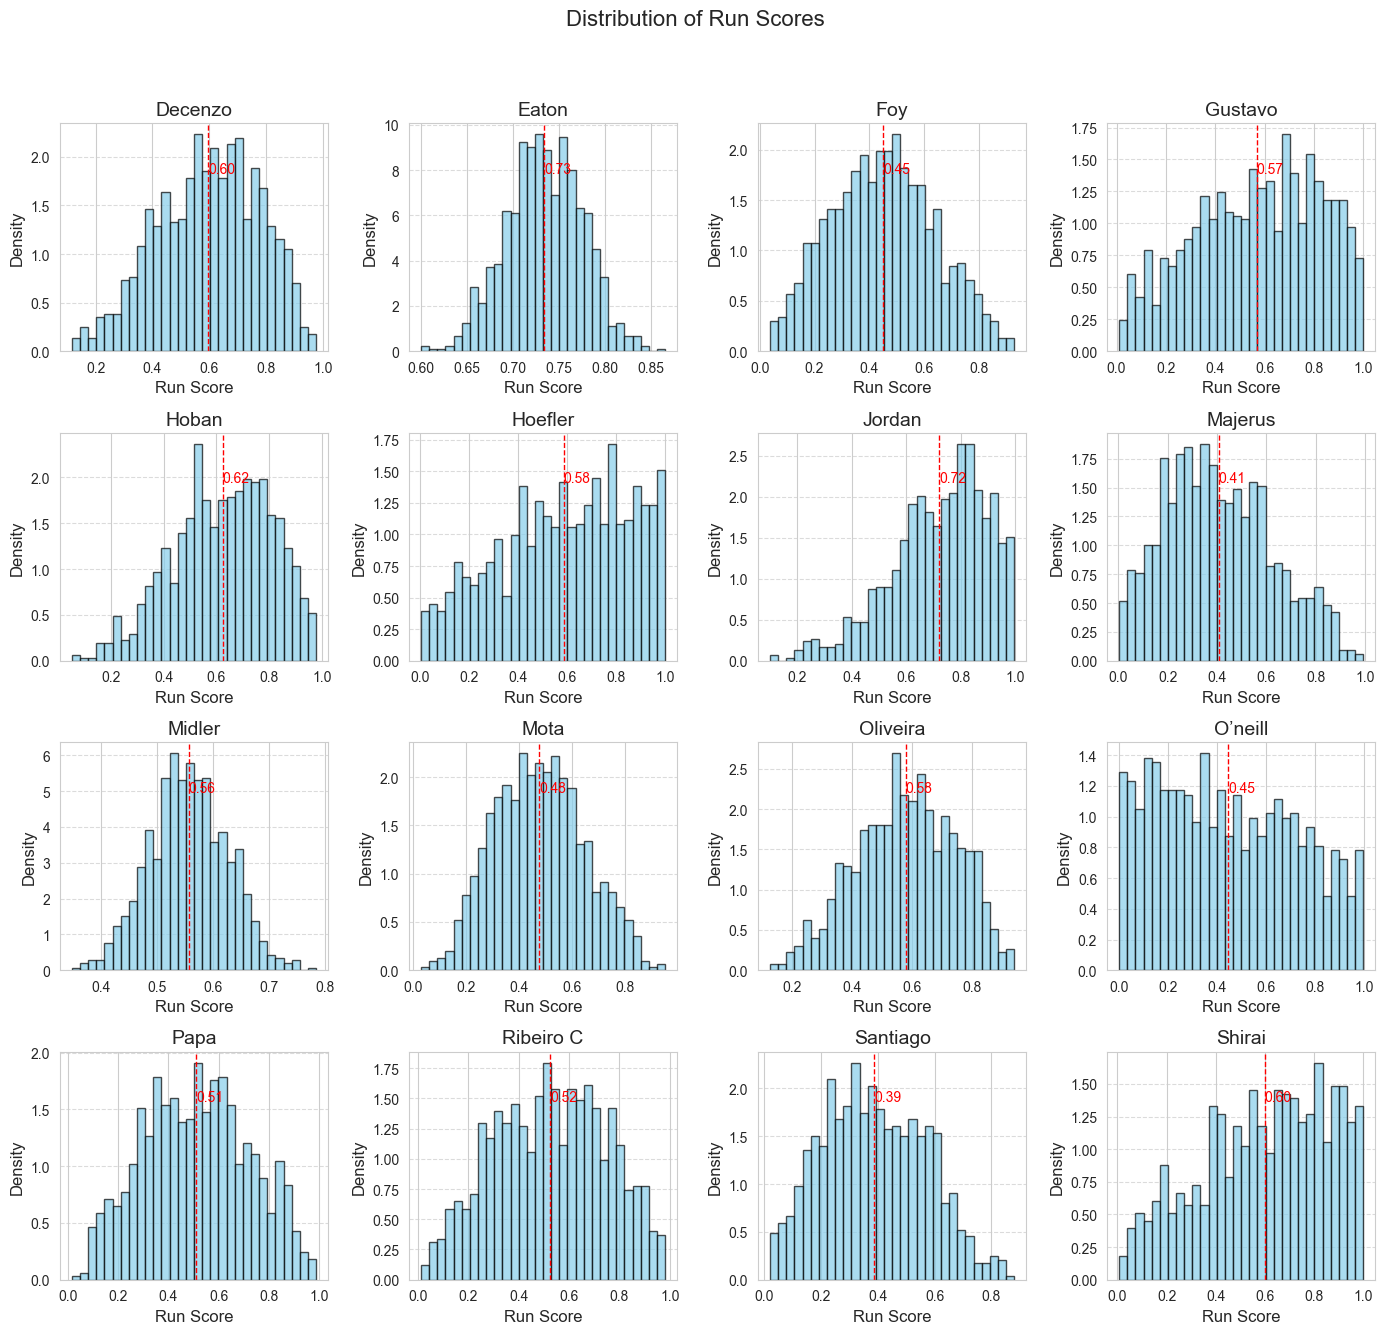 Distribution of Run Scores
Decenzo
Eaton
Foy
Gustavo
Density
2.0
1.5
1.0
0.5
0.0
0.60
0.2 0.4 0.6 0.8 1.0
Run Score
Density
10
8
6
4
2
0
0.73
0.60 0.65 0.70 0.75 0.80 0.85
Run Score
Density
2.0
1.5
1.0
0.5
0.0
0.45
0.0 0.2 0.4 0.6 0.8
Run Score
Density
1.75
1.50
1.25
1.00
0.75
0.50
0.25
0.00
0.57
0.0 0.2 0.4 0.6 0.8 1.0
Run Score
Hoban
Hoefler
Jordan
Majerus
Density
2.0
1.5
1.0
0.5
0.0
0.62
0.2 0.4 0.6 0.8 1.0
Run Score
Density
1.75
1.50
1.25
1.00
0.75
0.50
0.25
0.00
0.58
0.0 0.2 0.4 0.6 0.8 1.0
Run Score
Density
2.5
2.0
1.5
1.0
0.5
0.0
0.72
0.2 0.4 0.6 0.8 1.0
Run Score
Density
1.75
1.50
1.25
1.00
0.75
0.50
0.25
0.00
0.41
0.0 0.2 0.4 0.6 0.8 1.0
Run Score
Midler
Mota
Oliveira
O’neill
Density
6
5
4
3
2
1
0
0.56
0.4 0.5 0.6 0.7 0.8
Run Score
Density
2.0
1.5
1.0
0.5
0.0
0.48
0.0 0.2 0.4 0.6 0.8
Run Score
Density
2.5
2.0
1.5
1.0
0.5
0.0
0.58
0.2 0.4 0.6 0.8
Run Score
Density
1.4
1.2
1.0
0.8
0.6
0.4
0.2
0.0
0.45
0.0 0.2 0.4 0.6 0.8 1.0
Run Score
Papa
Ribeiro C
Santiago
Shirai
Density
2.0
1.5
1.0
0.5
0.0
0.51
0.0 0.2 0.4 0.6 0.8 1.0
Run Score
Density
1.75
1.50
1.25
1.00
0.75
0.50
0.25
0.00
0.52
0.0 0.2 0.4 0.6 0.8 1.0
Run Score
Density
2.0
1.5
1.0
0.5
0.0
0.39
0.0 0.2 0.4 0.6 0.8
Run Score
Density
1.50
1.25
1.00
0.75
0.50
0.25
0.00
0.60
0.0 0.2 0.4 0.6 0.8 1.0
Run Score